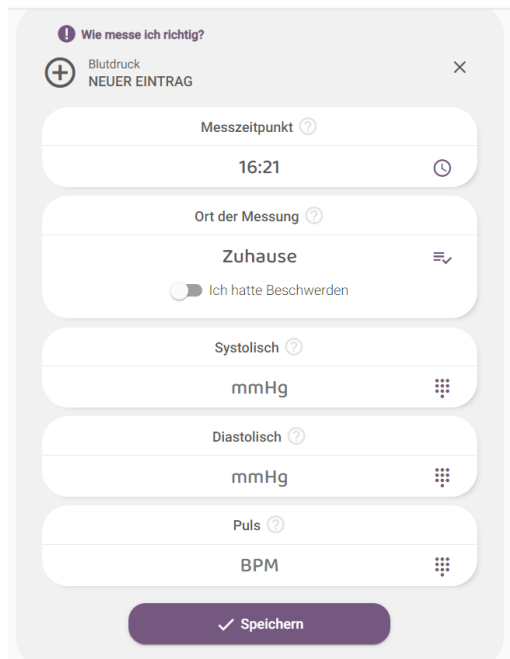 Wie messe ich richtig?
Blutdruck
NEUER EINTRAG
Messzeitpunkt
16:21
Ort der Messung
Zuhause
Ich hatte Beschwerden
Systolisch
mmHg
Diastolisch
mmHg
Puls
BPM
Speichern